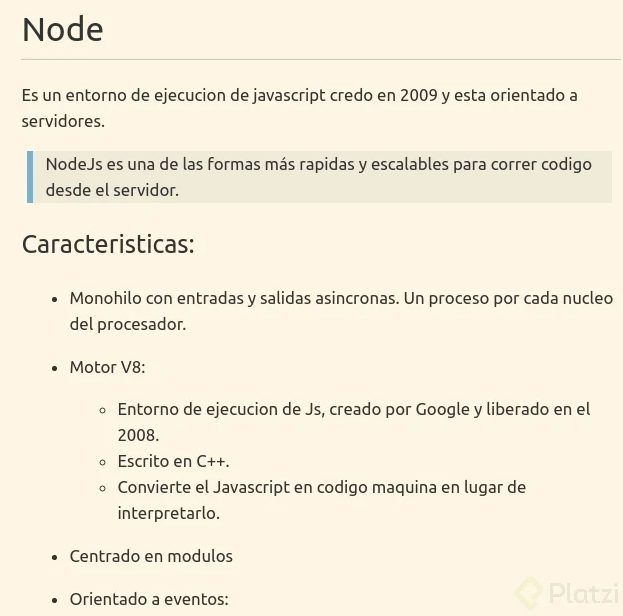 Node
Es un entorno de ejecucion de javascript credo en 2009 y esta orientado a
servidores.
NodeJs es una de las formas más rapidas y escalables para correr codigo
desde el servidor.
Caracteristicas:
Monohilo con entradas y salidas asincronas. Un proceso por cada nucleo
del procesador.
Motor V8:
Entorno de ejecucion de Js, creado por Google y liberado en el
2008.
Escrito en C++.
Convierte el Javascript en codigo maquina en lugar de
interpretarlo.
Centrado en modulos
Orientado a eventos:
Platzi